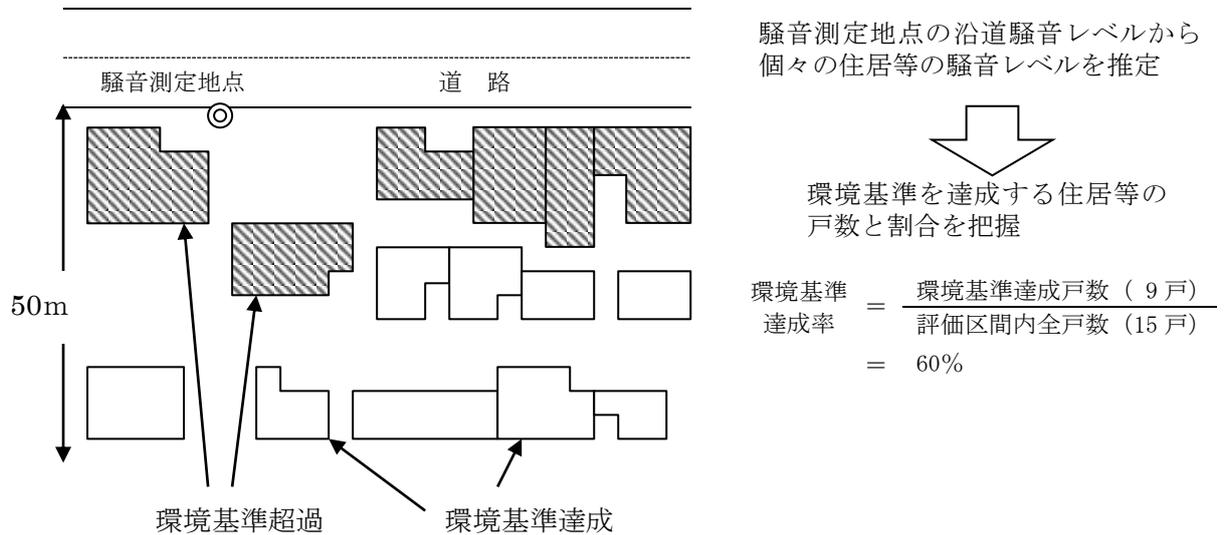 騒音測定地点
道　路
50m
環境基準超過
環境基準達成
騒音測定地点の沿道騒音レベルから
個々の住居等の騒音レベルを推定
環境基準を達成する住居等の
戸数と割合を把握
環境基準
達成率
＝
環境基準達成戸数（ 9 戸）
評価区間内全戸数（15 戸）
＝ 60%